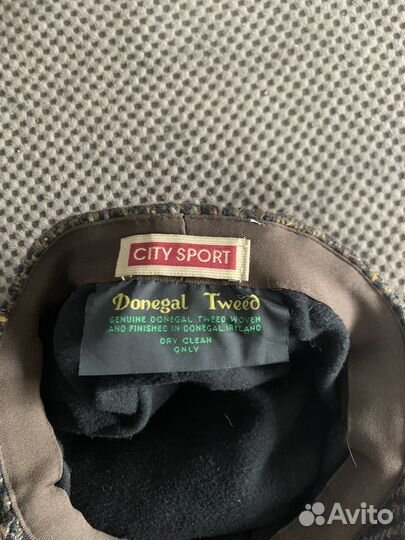 CITY SPORT
Donegal Tweed
GENUINE DONEGAL TWEED WOVEN
AND FINISHED IN DONEGAL, IRELAND
DRY CLEAN
ONLY
Avito